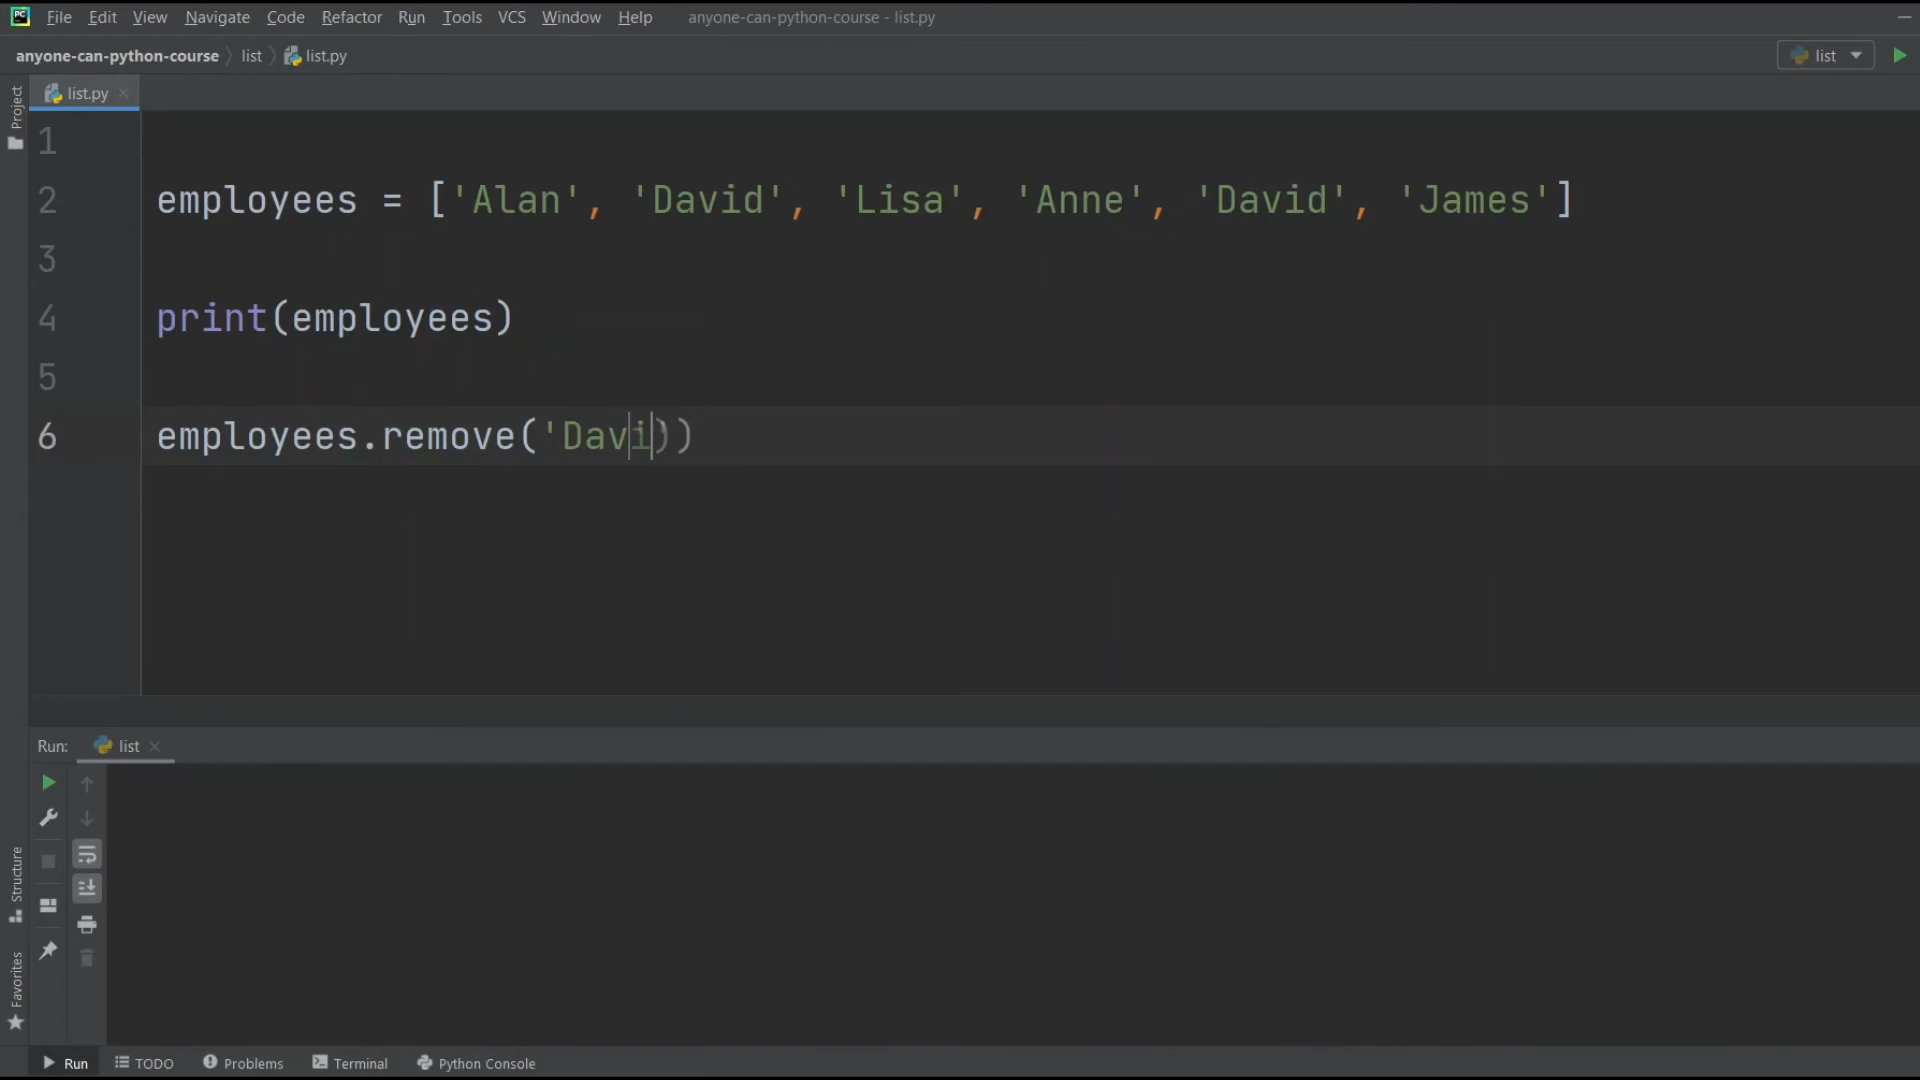 PC File Edit View Navigate Code Refactor Run Tools VCS Window Help anyone-can-python-course - list.py
anyone-can-python-course list list.py list
Project
list.py
1
2 employees = ['Alan', 'David', 'Lisa', 'Anne', 'David', 'James']
3
4 print(employees)
5
6 employees.remove('Davi))
Run: list
Structure
Favorites
Run TODO Problems Terminal Python Console